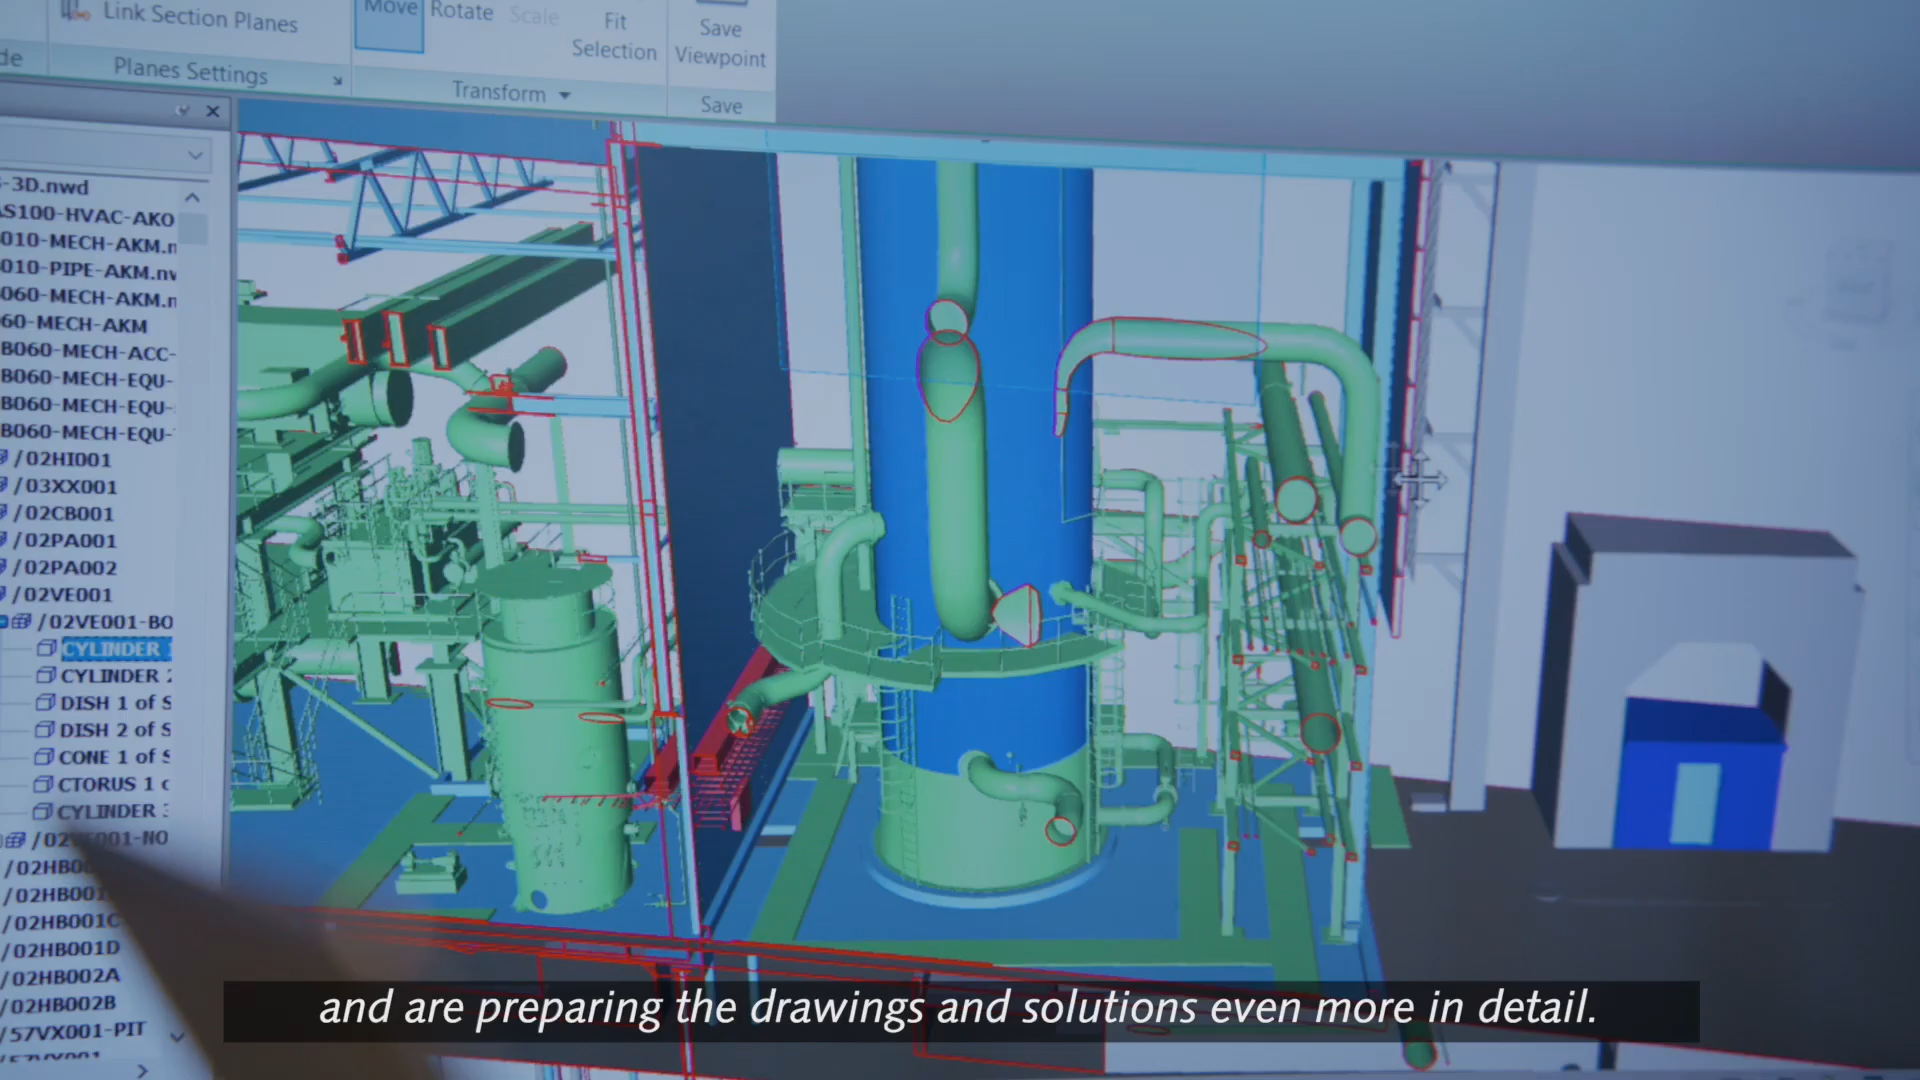 Link Section Planes
Move
Rotate
Scale
Fit
Selection
Save
Viewpoint
Planes Settings
Transform
Save
-3D.nwd
S100-HVAC-AKO
010-MECH-AKM.n
010-PIPE-AKM.nw
060-MECH-AKM.n
60-MECH-AKM
B060-MECH-ACC-
B060-MECH-EQU-
B060-MECH-EQU-
B060-MECH-EQU-
/02HI001
/03XX001
/02CB001
/02PA001
/02PA002
/02VE001
/02VE001-BO
CYLINDER 1
CYLINDER 2
DISH 1 of S
DISH 2 of S
CONE 1 of S
CTORUS 1 o
CYLINDER 3
/02VE001-NO
/02HB00
/02HB001
/02HB001C
/02HB001D
/02HB002A
/02HB002B
/57VX001-PIT
and are preparing the drawings and solutions even more in detail.